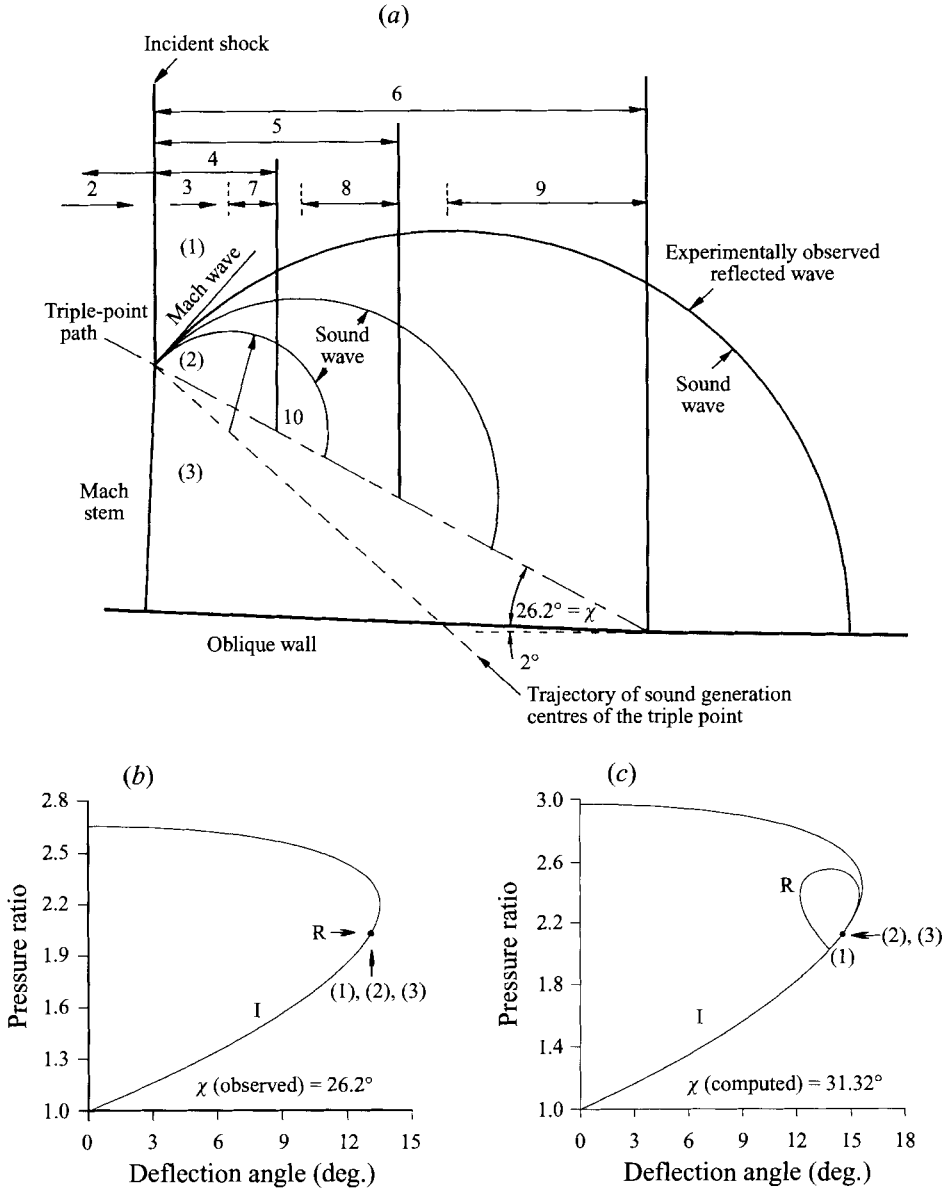 (a)
Incident shock
6
5
4
2
3
7
8
9
(1)
Mach wave
Experimentally observed
reflected wave
Triple-point
path
(2)
Sound
wave
Sound
wave
10
(3)
Mach
stem
26.2° = χ
Oblique wall
2°
Trajectory of sound generation
centres of the triple point
(b)
2.8
2.5
2.2
1.9
1.6
1.3
1.0
Pressure ratio
R
(1), (2), (3)
I
χ (observed) = 26.2°
0 3 6 9 12 15
Deflection angle (deg.)
(c)
3.0
2.6
2.2
1.8
1.4
1.0
Pressure ratio
R
(2), (3)
(1)
I
χ (computed) = 31.32°
0 3 6 9 12 15 18
Deflection angle (deg.)